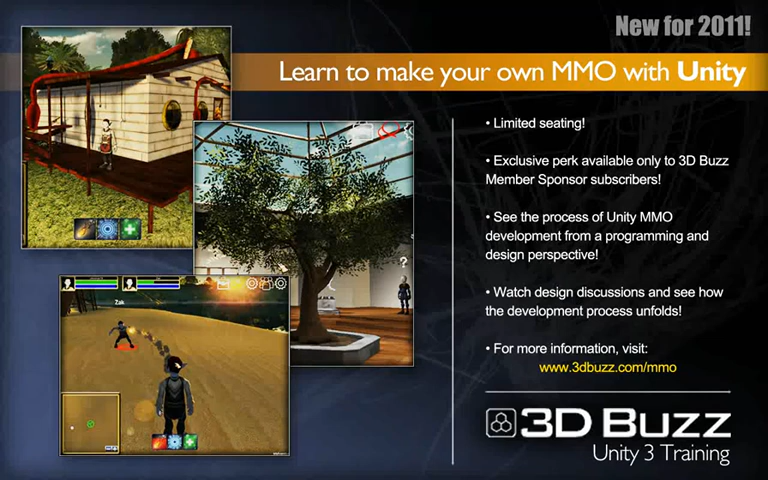 New for 2011!
Learn to make your own MMO with Unity
• Limited seating!
• Exclusive perk available only to 3D Buzz
Member Sponsor subscribers!
• See the process of Unity MMO
development from a programming and
design perspective!
• Watch design discussions and see how
the development process unfolds!
• For more information, visit:
www.3dbuzz.com/mmo
3D BUZZ
Unity 3 Training
Zak
?